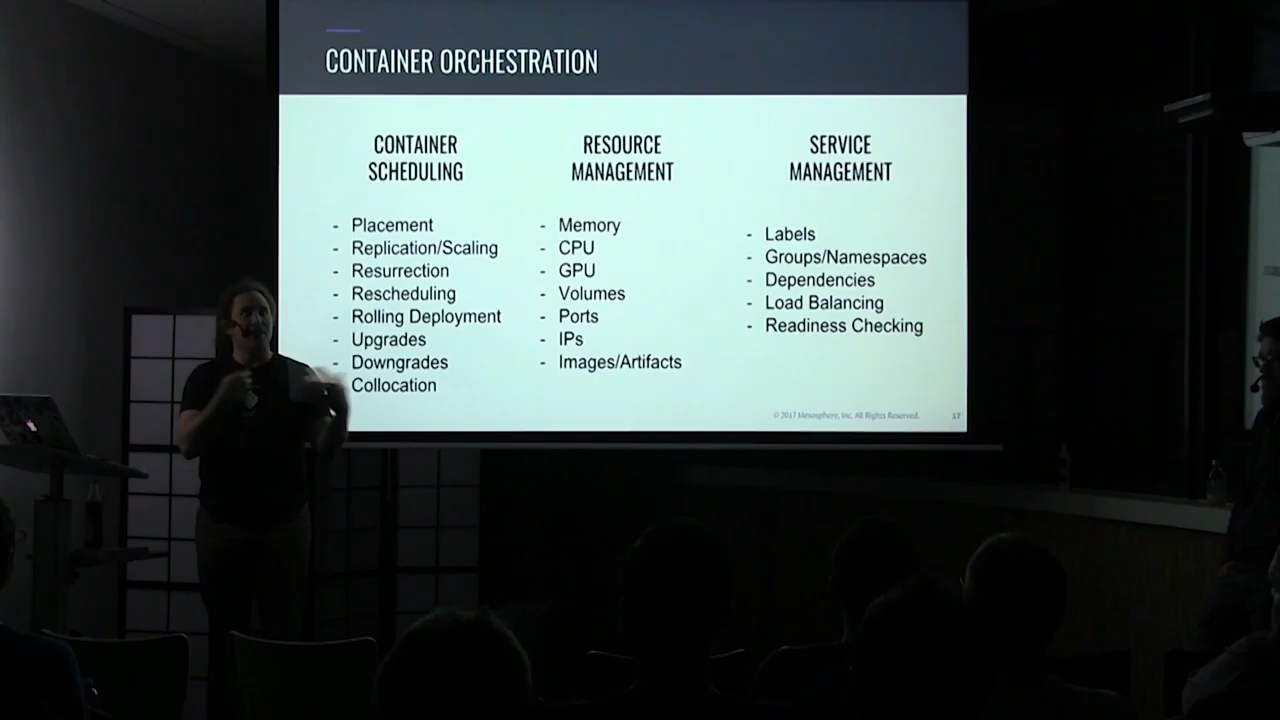 CONTAINER ORCHESTRATION
CONTAINER
SCHEDULING
- Placement
- Replication/Scaling
- Resurrection
- Rescheduling
- Rolling Deployment
- Upgrades
- Downgrades
Collocation
RESOURCE
MANAGEMENT
- Memory
- CPU
- GPU
- Volumes
- Ports
- IPs
- Images/Artifacts
SERVICE
MANAGEMENT
- Labels
- Groups/Namespaces
- Dependencies
- Load Balancing
- Readiness Checking
© 2017 Mesosphere, Inc. All Rights Reserved.
17